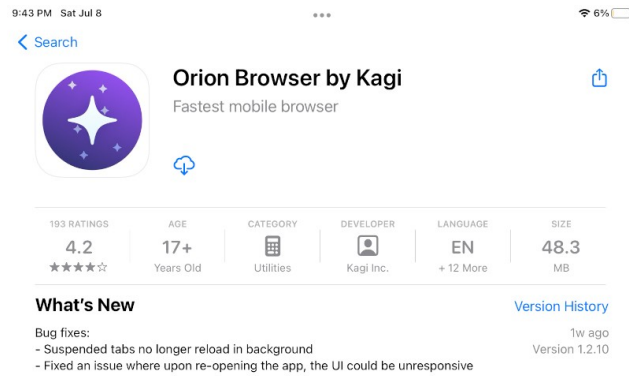 9:43 PM Sat Jul 8
6%
Search
Orion Browser by Kagi
Fastest mobile browser
193 RATINGS
4.2
AGE
17+
Years Old
CATEGORY
Utilities
DEVELOPER
Kagi Inc.
LANGUAGE
EN
+ 12 More
SIZE
48.3
MB
What's New
Version History
Bug fixes:
1w ago
- Suspended tabs no longer reload in background
Version 1.2.10
- Fixed an issue where upon re-opening the app, the UI could be unresponsive